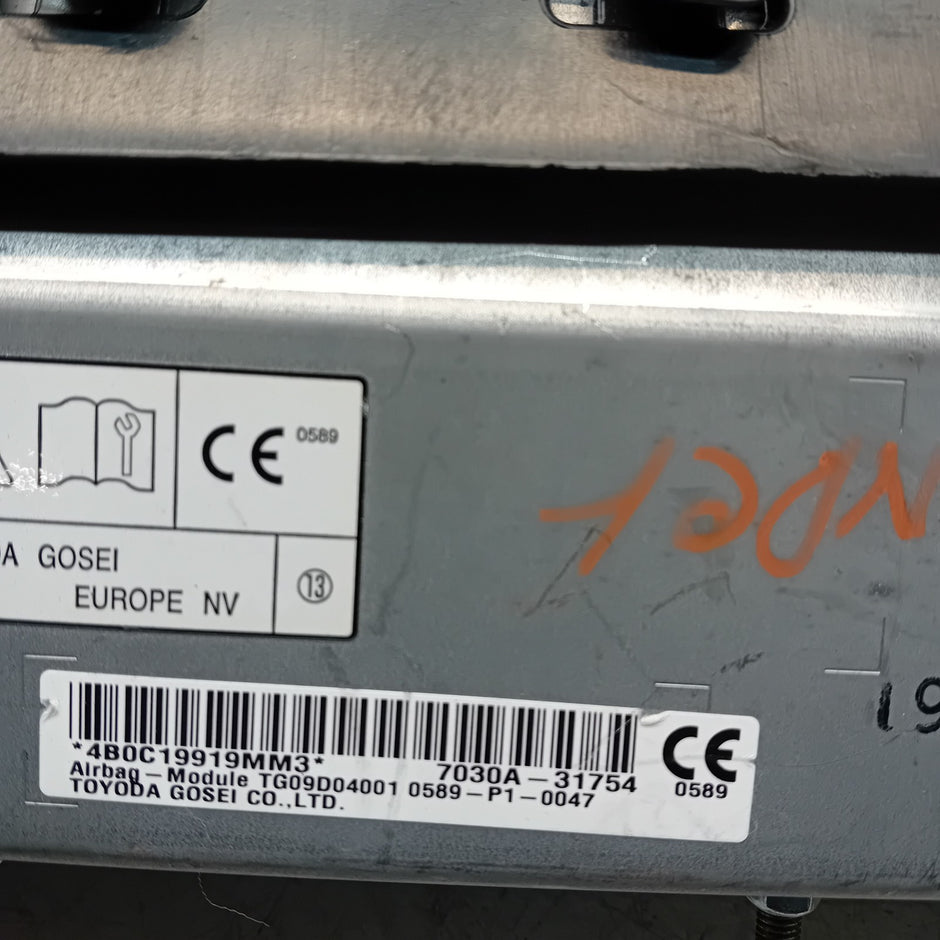 CE 0589
GOSEI
EUROPE NV
13
*4B0C19919MM3* 7030A-31754
Airbag-Module TG09D04001 0589-P1-0047
TOYODA GOSEI CO.,LTD.
CE
0589